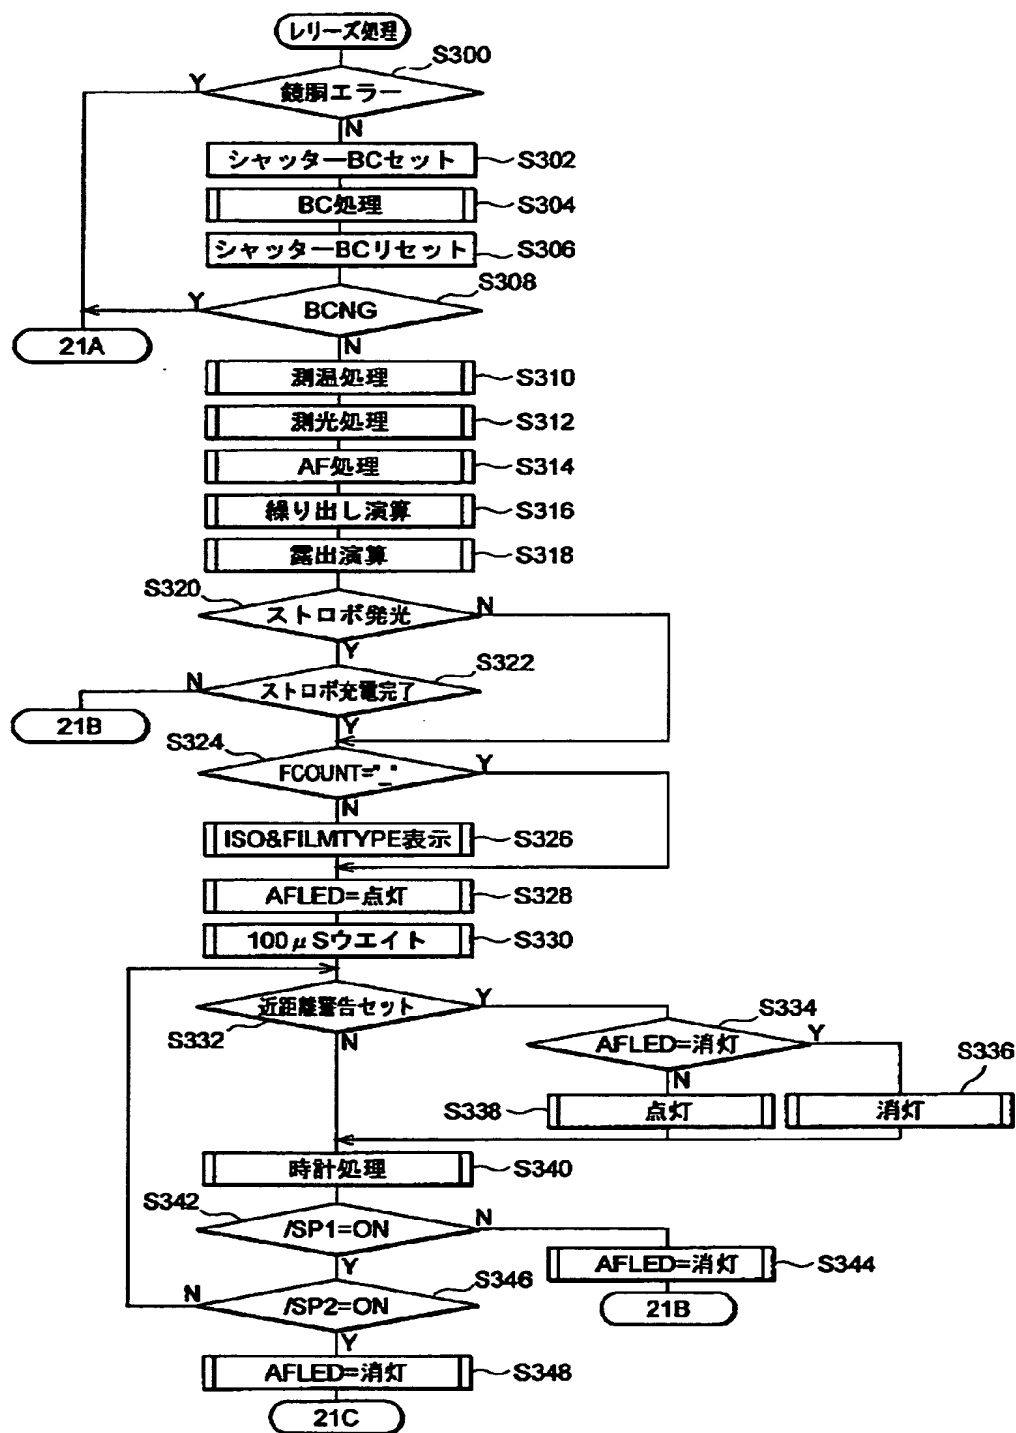 レリーズ処理
S300
Y
鏡胴エラー
N
シャッターBCセット
S302
BC処理
S304
シャッターBCリセット
S306
S308
Y
BCNG
21A
N
測温処理
S310
測光処理
S312
AF処理
S314
繰り出し演算
S316
露出演算
S318
S320
ストロボ発光
N
Y
S322
N
ストロボ充電完了
21B
Y
S324
FCOUNT="_"
Y
N
ISO&FILMTYPE表示
S326
AFLED=点灯
S328
100μSウエイト
S330
近距離警告セット
Y
S332
N
S334
AFLED=消灯
Y
S336
N
S338
点灯
消灯
時計処理
S340
S342
/SP1=ON
N
Y
AFLED=消灯
S344
S346
N
/SP2=ON
21B
Y
AFLED=消灯
S348
21C